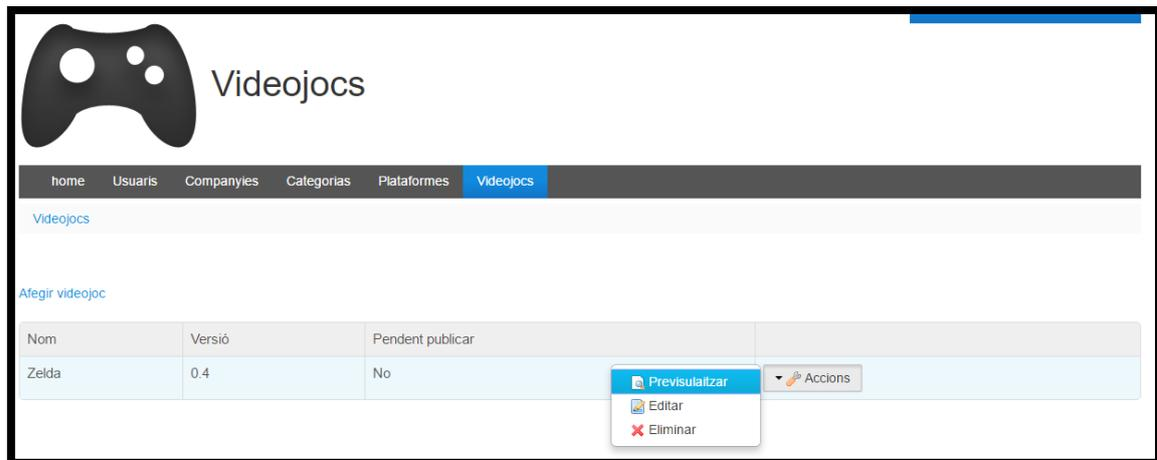 Videojocs
home Usuaris Companyies Categorias Plataformes Videojocs
Videojocs
Afegir videojoc
Nom Versió Pendent publicar
Zelda 0.4 No Accions
Previsulaitzar
Editar
Eliminar